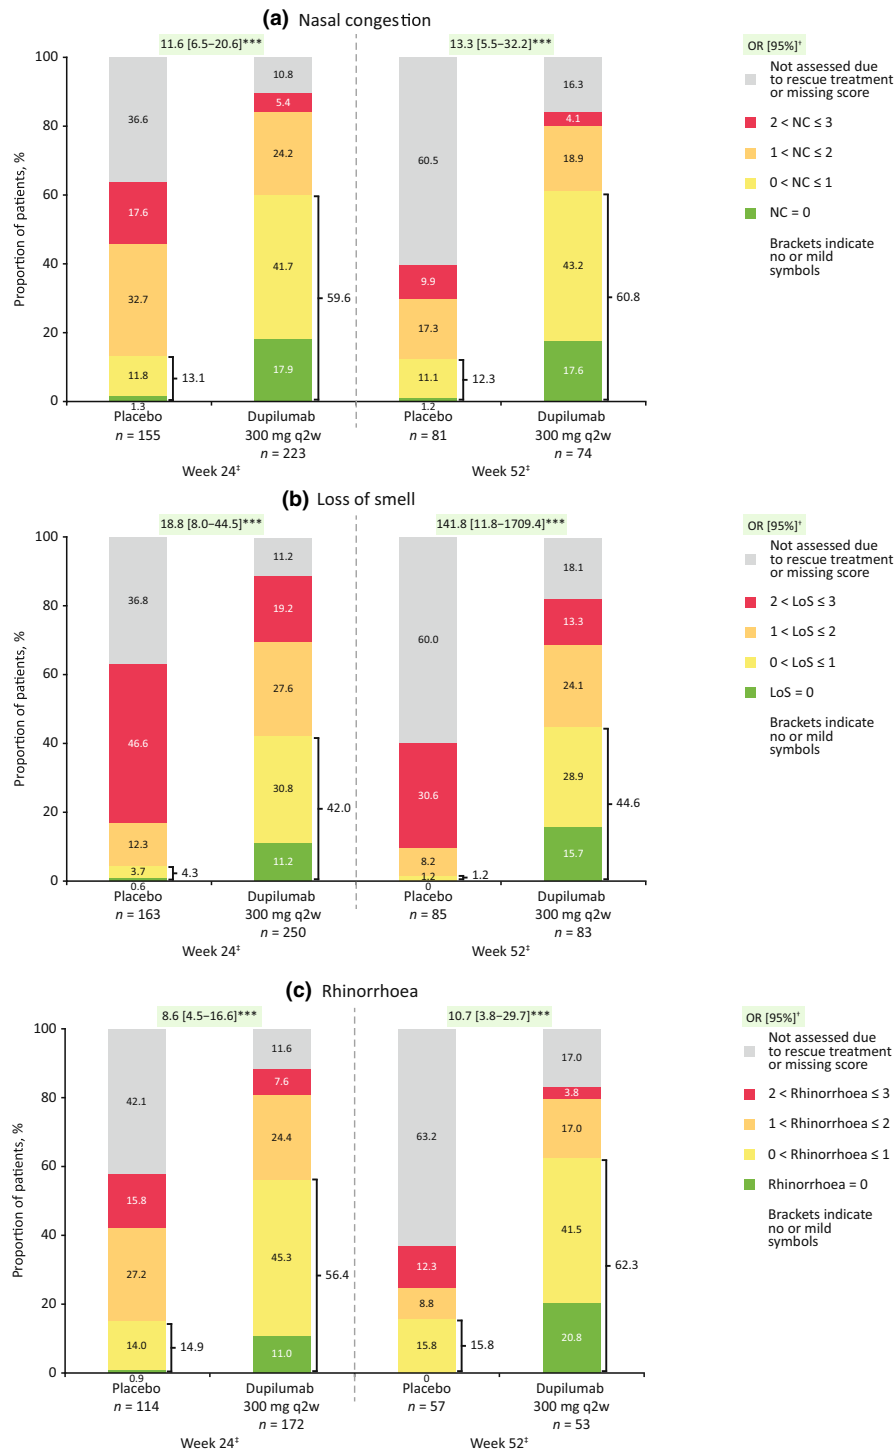 (a) Nasal congestion
11.6 [6.5–20.6]*** 13.3 [5.5–32.2]*** OR [95%]†
Proportion of patients, %
100
80
60
40
20
0
36.6
17.6
32.7
11.8
1.3
13.1
10.8
5.4
24.2
41.7
17.9
59.6
60.5
9.9
17.3
11.1
1.2
12.3
16.3
4.1
18.9
43.2
17.6
60.8
Placebo
n = 155
Dupilumab
300 mg q2w
n = 223
Placebo
n = 81
Dupilumab
300 mg q2w
n = 74
Week 24‡ Week 52‡
Not assessed due
to rescue treatment
or missing score
2 < NC ≤ 3
1 < NC ≤ 2
0 < NC ≤ 1
NC = 0
Brackets indicate
no or mild
symbols
(b) Loss of smell
18.8 [8.0–44.5]*** 141.8 [11.8–1709.4]*** OR [95%]†
Proportion of patients, %
100
80
60
40
20
0
36.8
46.6
12.3
3.7
0.6
4.3
11.2
19.2
27.6
30.8
11.2
42.0
60.0
30.6
8.2
1.2
0
1.2
18.1
13.3
24.1
28.9
15.7
44.6
Placebo
n = 163
Dupilumab
300 mg q2w
n = 250
Placebo
n = 85
Dupilumab
300 mg q2w
n = 83
Week 24‡ Week 52‡
Not assessed due
to rescue treatment
or missing score
2 < LoS ≤ 3
1 < LoS ≤ 2
0 < LoS ≤ 1
LoS = 0
Brackets indicate
no or mild
symbols
(c) Rhinorrhoea
8.6 [4.5–16.6]*** 10.7 [3.8–29.7]*** OR [95%]†
Proportion of patients, %
100
80
60
40
20
0
42.1
15.8
27.2
14.0
0.9
14.9
11.6
7.6
24.4
45.3
11.0
56.4
63.2
12.3
8.8
15.8
0
15.8
17.0
3.8
17.0
41.5
20.8
62.3
Placebo
n = 114
Dupilumab
300 mg q2w
n = 172
Placebo
n = 57
Dupilumab
300 mg q2w
n = 53
Week 24‡ Week 52‡
Not assessed due
to rescue treatment
or missing score
2 < Rhinorrhoea ≤ 3
1 < Rhinorrhoea ≤ 2
0 < Rhinorrhoea ≤ 1
Rhinorrhoea = 0
Brackets indicate
no or mild
symbols